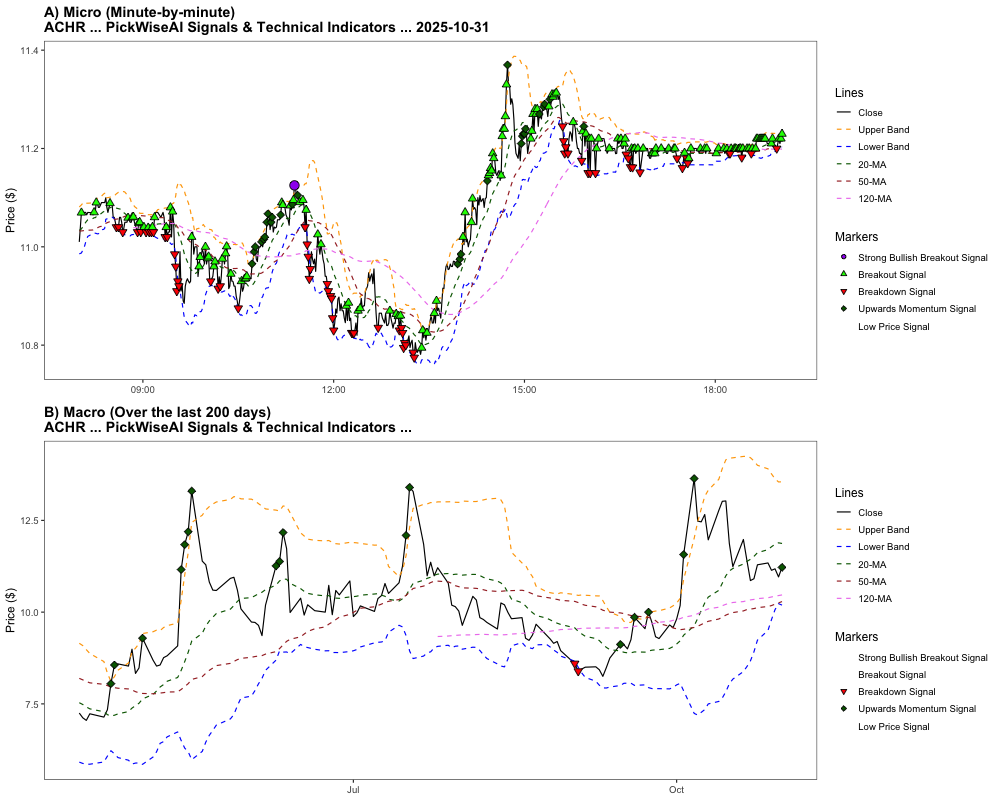 A) Micro (Minute-by-minute)
ACHR ... PickWiseAI Signals & Technical Indicators ... 2025-10-31
Price ($)
11.4
11.2
11.0
10.8
09:00
12:00
15:00
18:00
Lines
Close
Upper Band
Lower Band
20-MA
50-MA
120-MA
Markers
Strong Bullish Breakout Signal
Breakout Signal
Breakdown Signal
Upwards Momentum Signal
Low Price Signal
B) Macro (Over the last 200 days)
ACHR ... PickWiseAI Signals & Technical Indicators ...
Price ($)
12.5
10.0
7.5
Jul
Oct
Lines
Close
Upper Band
Lower Band
20-MA
50-MA
120-MA
Markers
Strong Bullish Breakout Signal
Breakout Signal
Breakdown Signal
Upwards Momentum Signal
Low Price Signal